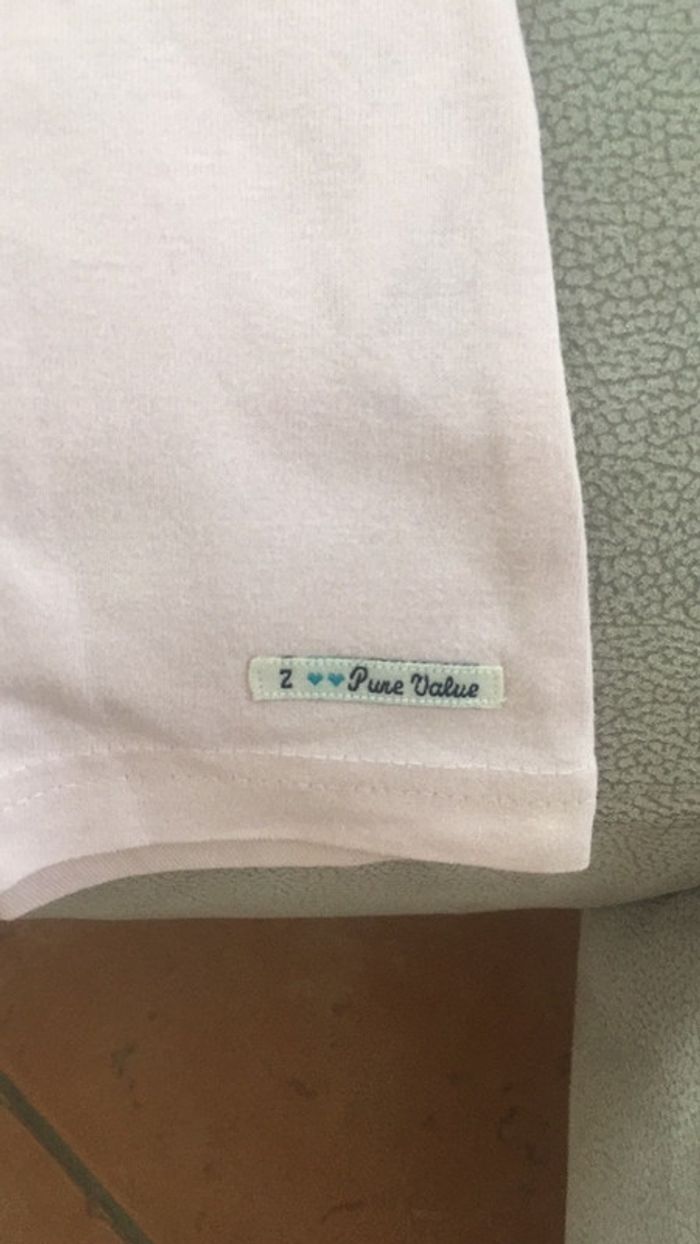 Z ♥♥ Pure Value